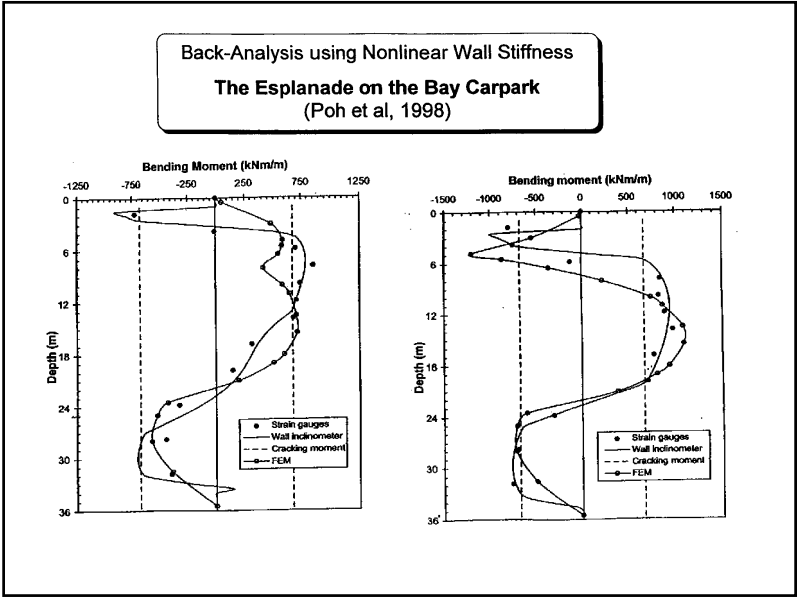 Back-Analysis using Nonlinear Wall Stiffness
The Esplanade on the Bay Carpark
(Poh et al, 1998)
Bending Moment (kNm/m)
-1250 -750 -250 250 750 1250
0
6
12
18
24
30
36
Depth (m)
Strain gauges
Wall inclinometer
Cracking moment
FEM
Bending moment (kNm/m)
-1500 -1000 -500 0 500 1000 1500
0
6
12
18
24
30
36
Depth (m)
Strain gauges
Wall inclinometer
Cracking moment
FEM